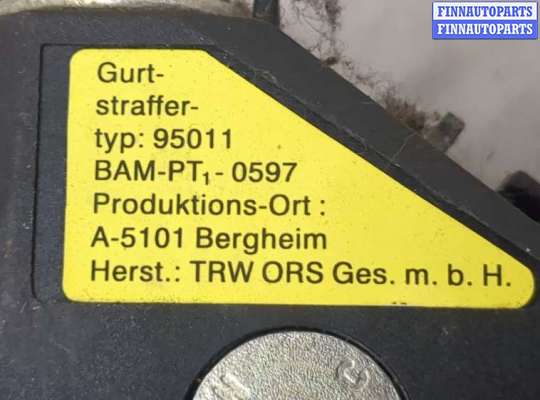 FINNAUTOPARTS
FINNAUTOPARTS
Gurt-
straffer-
typ: 95011
BAM-PT₁- 0597
Produktions-Ort :
A-5101 Bergheim
Herst.: TRW ORS Ges. m. b. H.